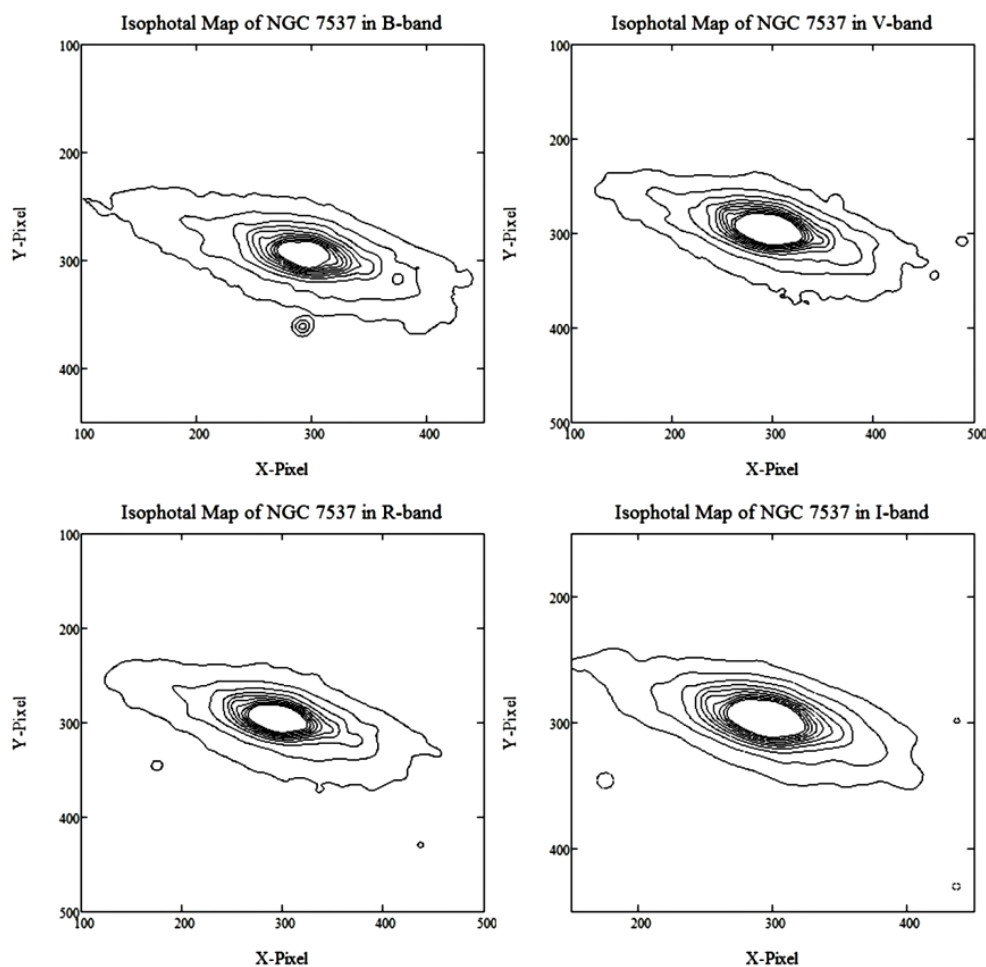 Isophotal Map of NGC 7537 in B-band
100
200
300
400
Y-Pixel
100 200 300 400
X-Pixel
Isophotal Map of NGC 7537 in V-band
100
200
300
400
500
Y-Pixel
100 200 300 400 500
X-Pixel
Isophotal Map of NGC 7537 in R-band
100
200
300
400
500
Y-Pixel
100 200 300 400 500
X-Pixel
Isophotal Map of NGC 7537 in I-band
200
300
400
Y-Pixel
200 300 400
X-Pixel